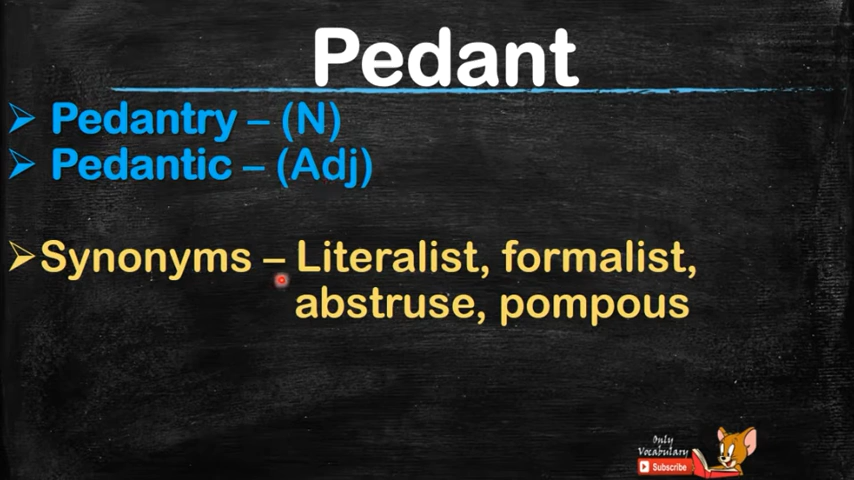 Pedant
➢ Pedantry – (N)
➢ Pedantic – (Adj)
➢Synonyms – Literalist, formalist,
abstruse, pompous
Only
Vocabulary
Subscribe